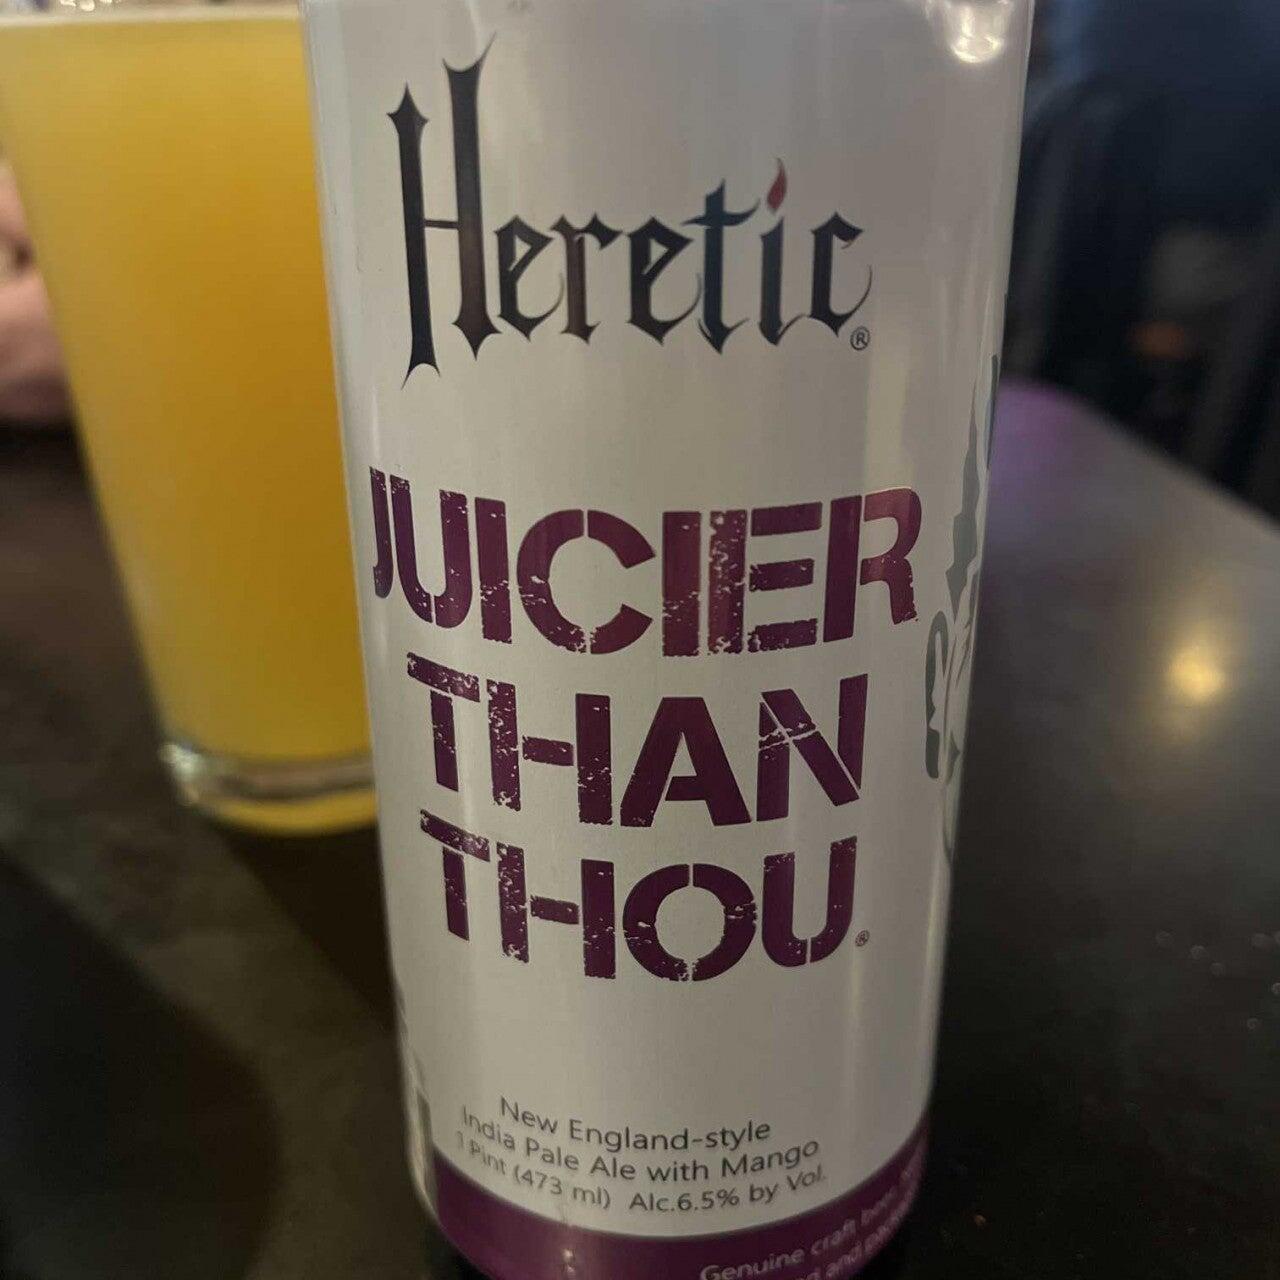 Heretic®
JUICIER
THAN
THOU®
New England-style
India Pale Ale with Mango
1 Pint (473 ml) Alc.6.5% by Vol.
Genuine craft beer
and